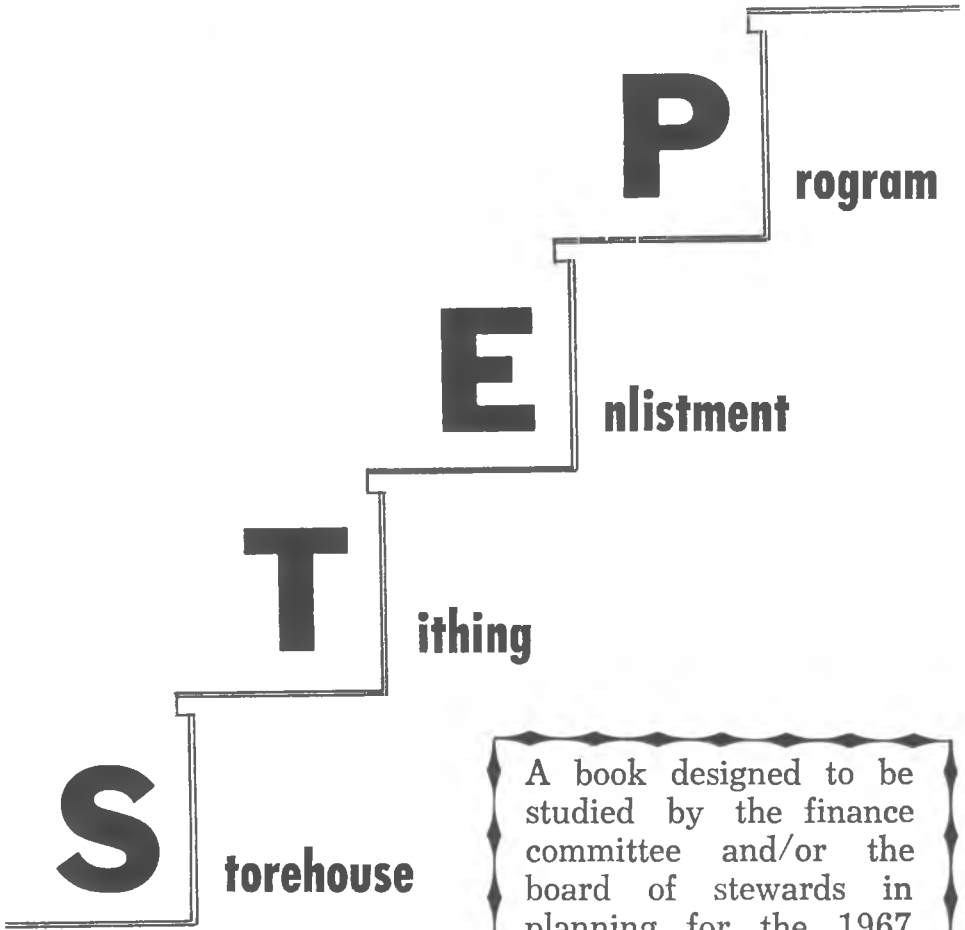 Program
Enlistment
Tithing
Storehouse
A book designed to be
studied by the finance
committee and/or the
board of stewards in
planning for the 1967